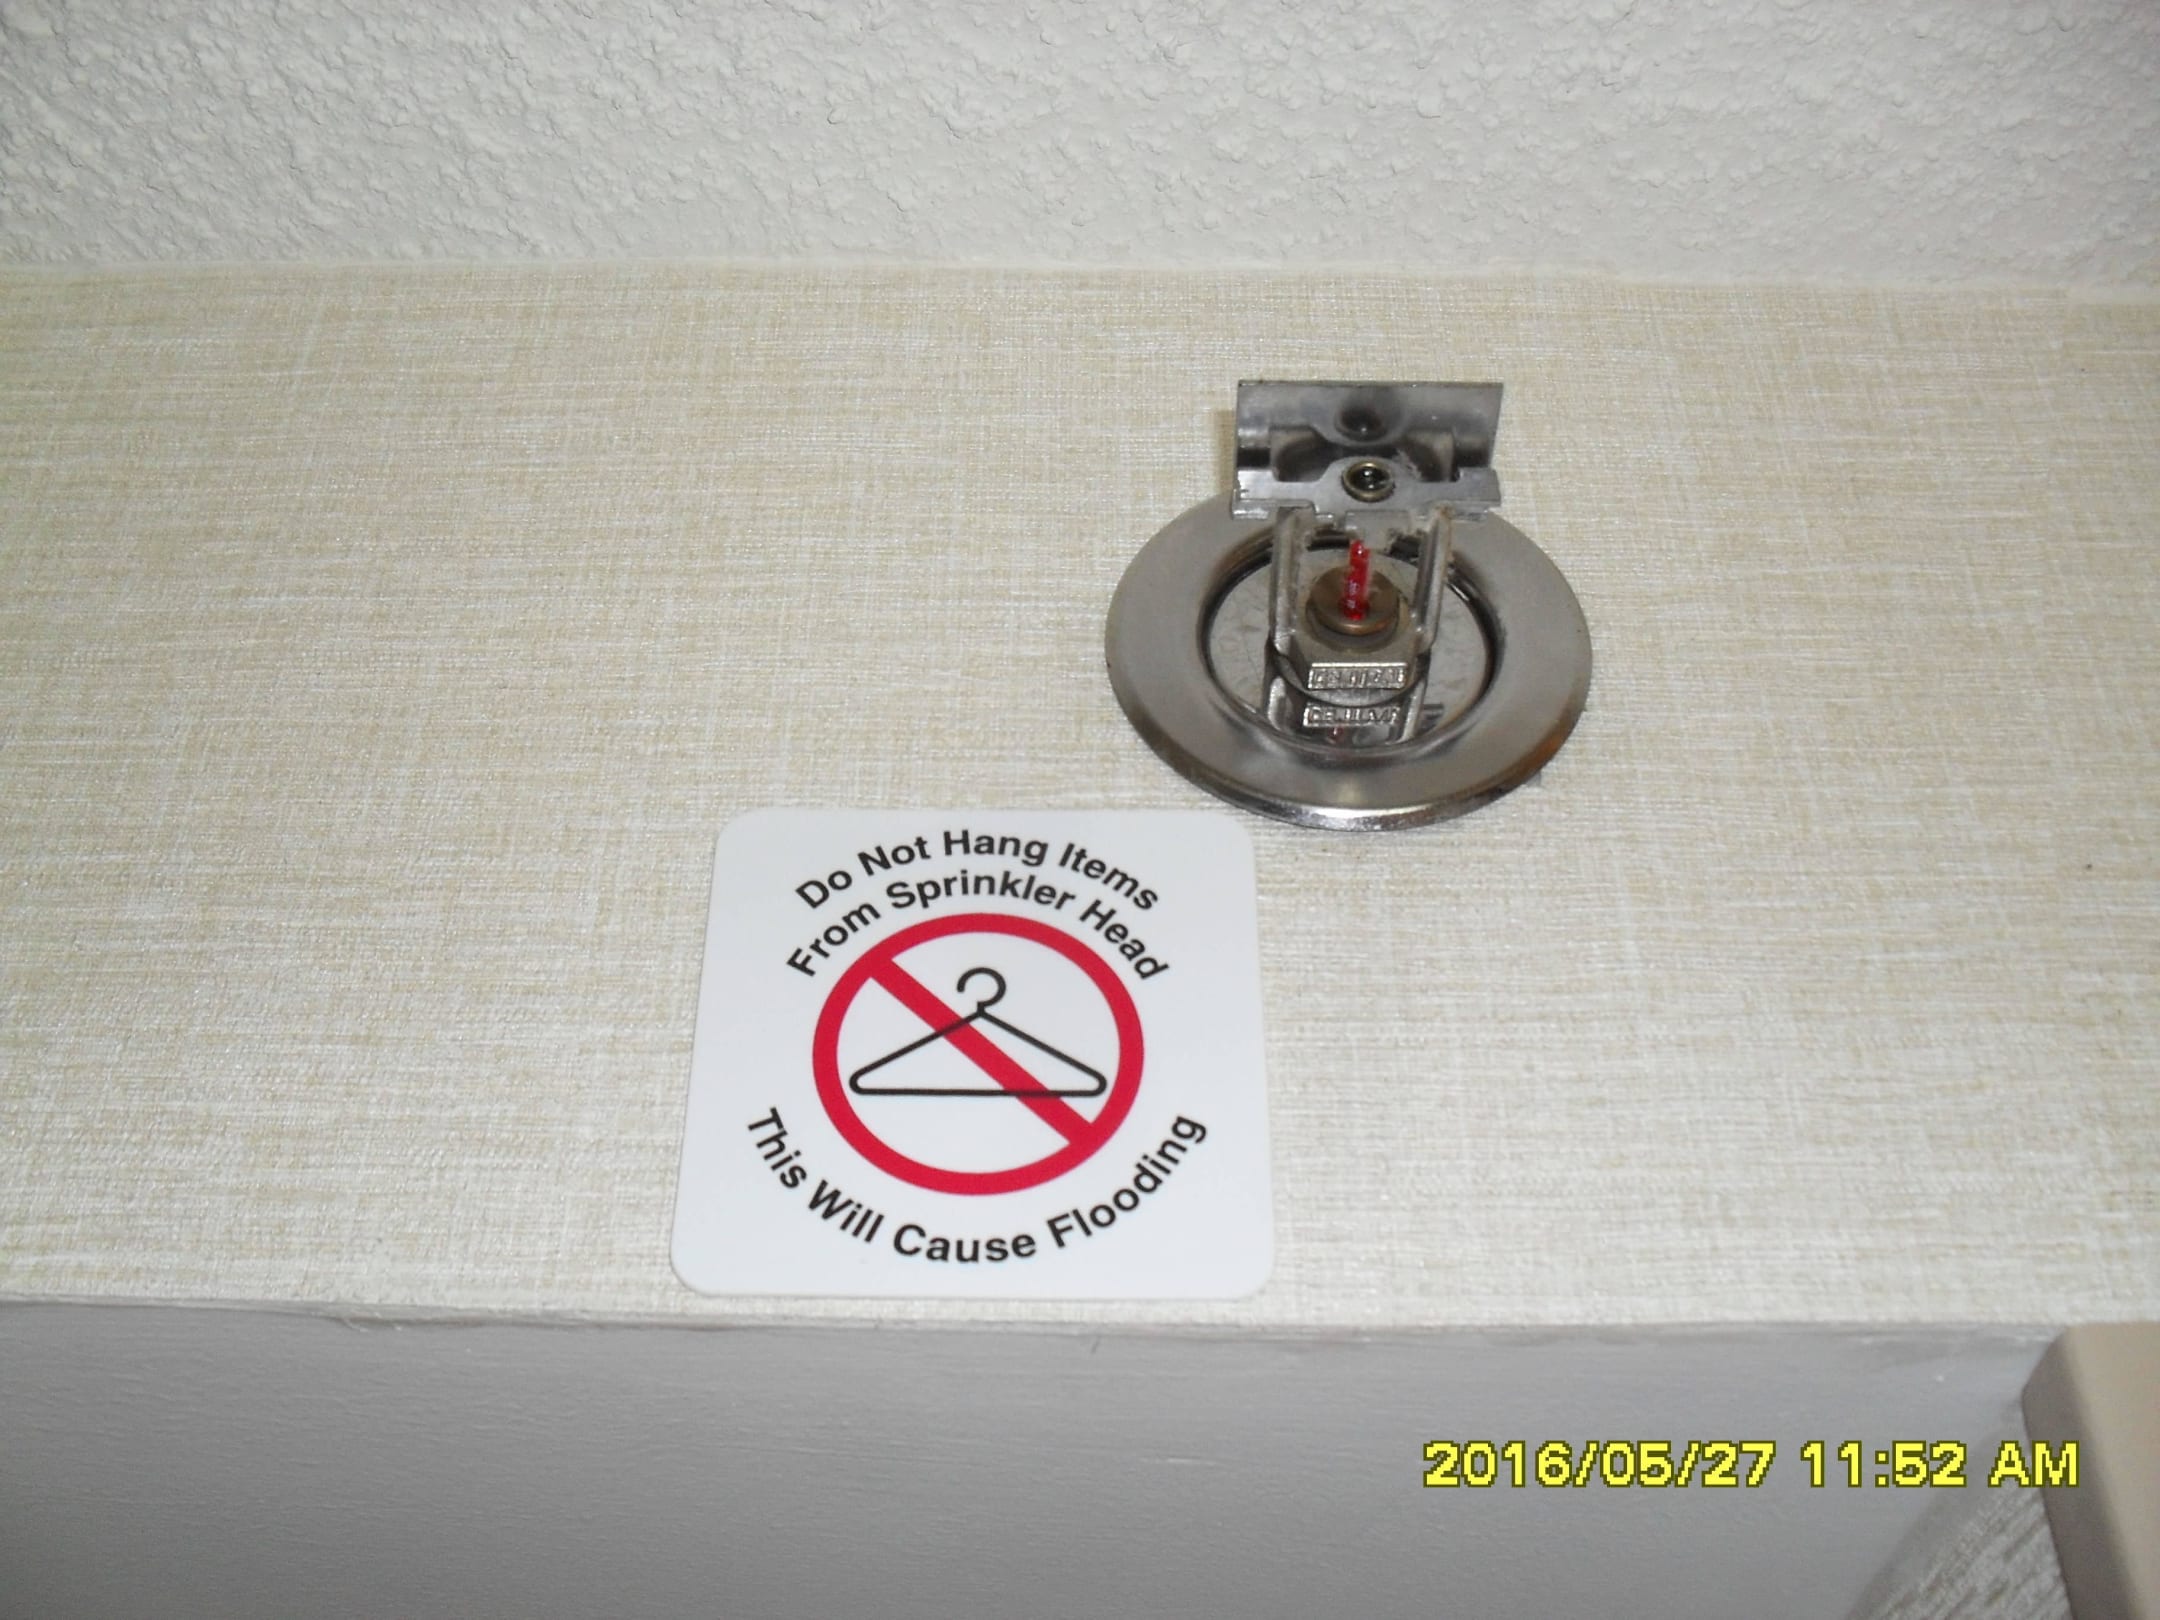 Do Not Hang Items
From Sprinkler Head
This Will Cause Flooding
2016/05/27 11:52 AM